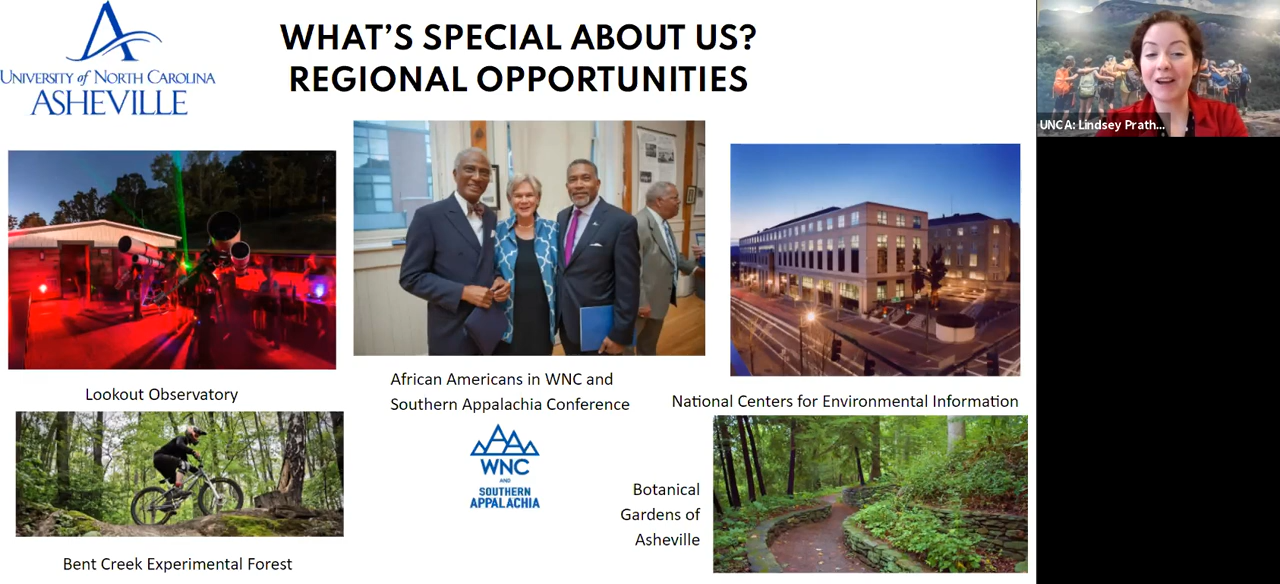 UNIVERSITY of NORTH CAROLINA
ASHEVILLE
WHAT'S SPECIAL ABOUT US?
REGIONAL OPPORTUNITIES
UNCA: Lindsey Prath...
Lookout Observatory
African Americans in WNC and
Southern Appalachia Conference
National Centers for Environmental Information
WNC
AND
SOUTHERN
APPALACHIA
Botanical
Gardens of
Asheville
Bent Creek Experimental Forest